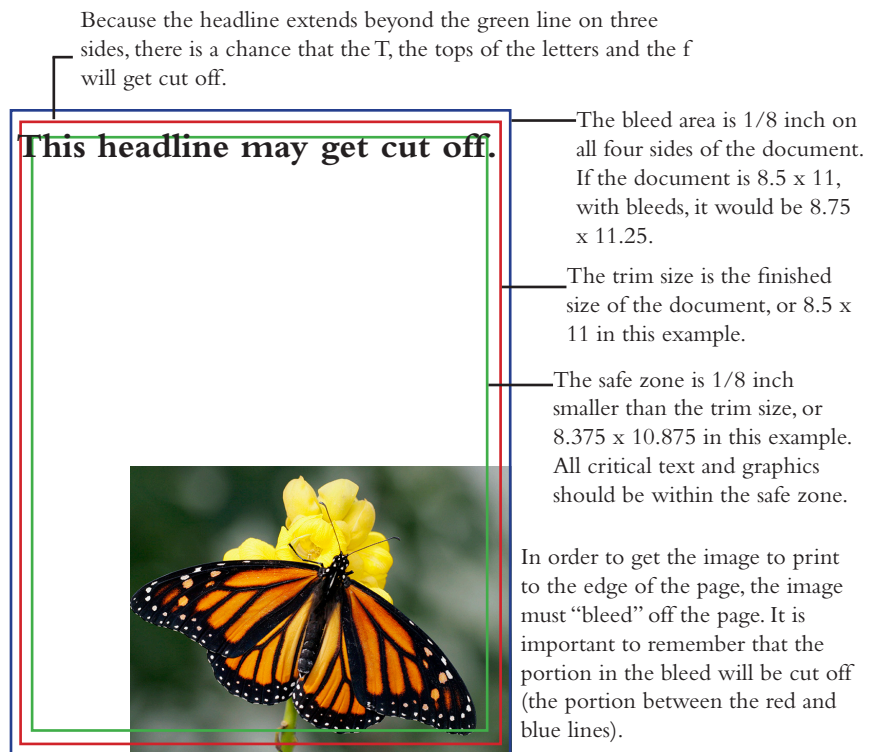 Because the headline extends beyond the green line on three
sides, there is a chance that the T, the tops of the letters and the f
will get cut off.
This headline may get cut off.
The bleed area is 1/8 inch on
all four sides of the document.
If the document is 8.5 x 11,
with bleeds, it would be 8.75
x 11.25.
The trim size is the finished
size of the document, or 8.5 x
11 in this example.
The safe zone is 1/8 inch
smaller than the trim size, or
8.375 x 10.875 in this example.
All critical text and graphics
should be within the safe zone.
In order to get the image to print
to the edge of the page, the image
must “bleed” off the page. It is
important to remember that the
portion in the bleed will be cut off
(the portion between the red and
blue lines).